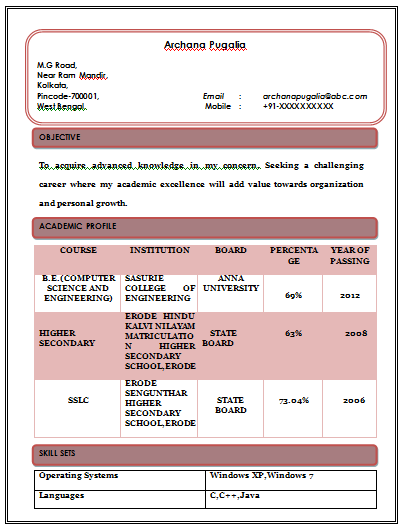 Archana Pugalia
M.G Road,
Near Ram Mandir,
Kolkata,
Pincode-700001,
West Bengal.
Email : archanapugalia@abc.com
Mobile : +91-XXXXXXXXXX
OBJECTIVE
To acquire advanced knowledge in my concern. Seeking a challenging
career where my academic excellence will add value towards organization
and personal growth.
ACADEMIC PROFILE
COURSE INSTITUTION BOARD PERCENTA YEAR OF
GE PASSING
B.E.(COMPUTER SASURIE ANNA
SCIENCE AND COLLEGE OF UNIVERSITY
ENGINEERING) ENGINEERING 69% 2012
ERODE HINDU
KALVI NILAYAM
HIGHER MATRICULATIO STATE 63% 2008
SECONDARY N HIGHER BOARD
SECONDARY
SCHOOL,ERODE
ERODE
SENGUNTHAR
SSLC HIGHER STATE 73.04% 2006
SECONDARY BOARD
SCHOOL,ERODE
SKILL SETS
Operating Systems Windows XP,Windows 7
Languages C,C++,Java